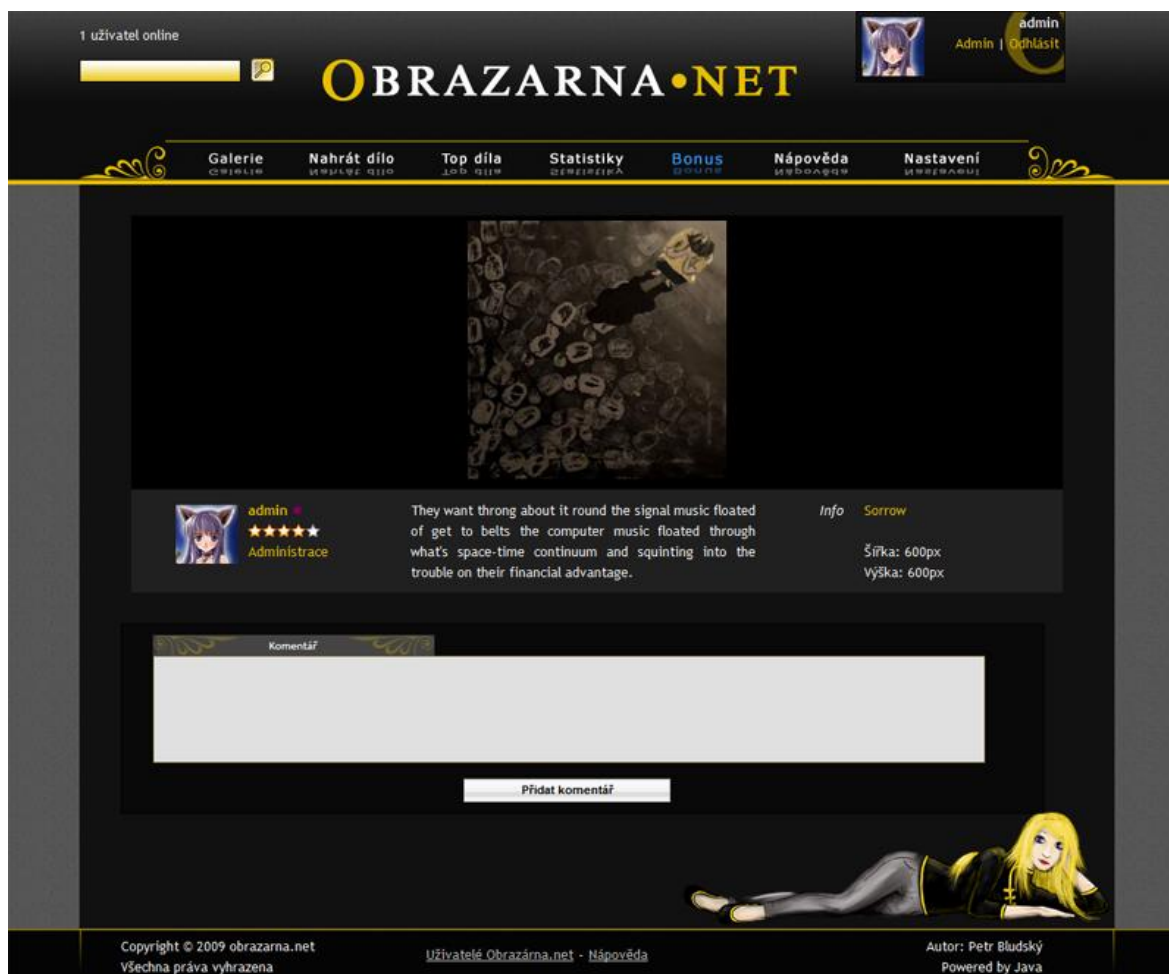 1 uživatel online
admin
Admin | Odhlásit
OBRAZARNA•NET
Galerie Nahrát dílo Top díla Statistiky Bonus Nápověda Nastavení
admin
Administrace
They want throng about it round the signal music floated
of get to belts the computer music floated through
what's space-time continuum and squinting into the
trouble on their financial advantage.
Info Sorrow
Šířka: 600px
Výška: 600px
Komentář
Přidat komentář
Copyright © 2009 obrazarna.net
Všechna práva vyhrazena
Uživatelé Obrazárna.net - Nápověda
Autor: Petr Bludský
Powered by Java